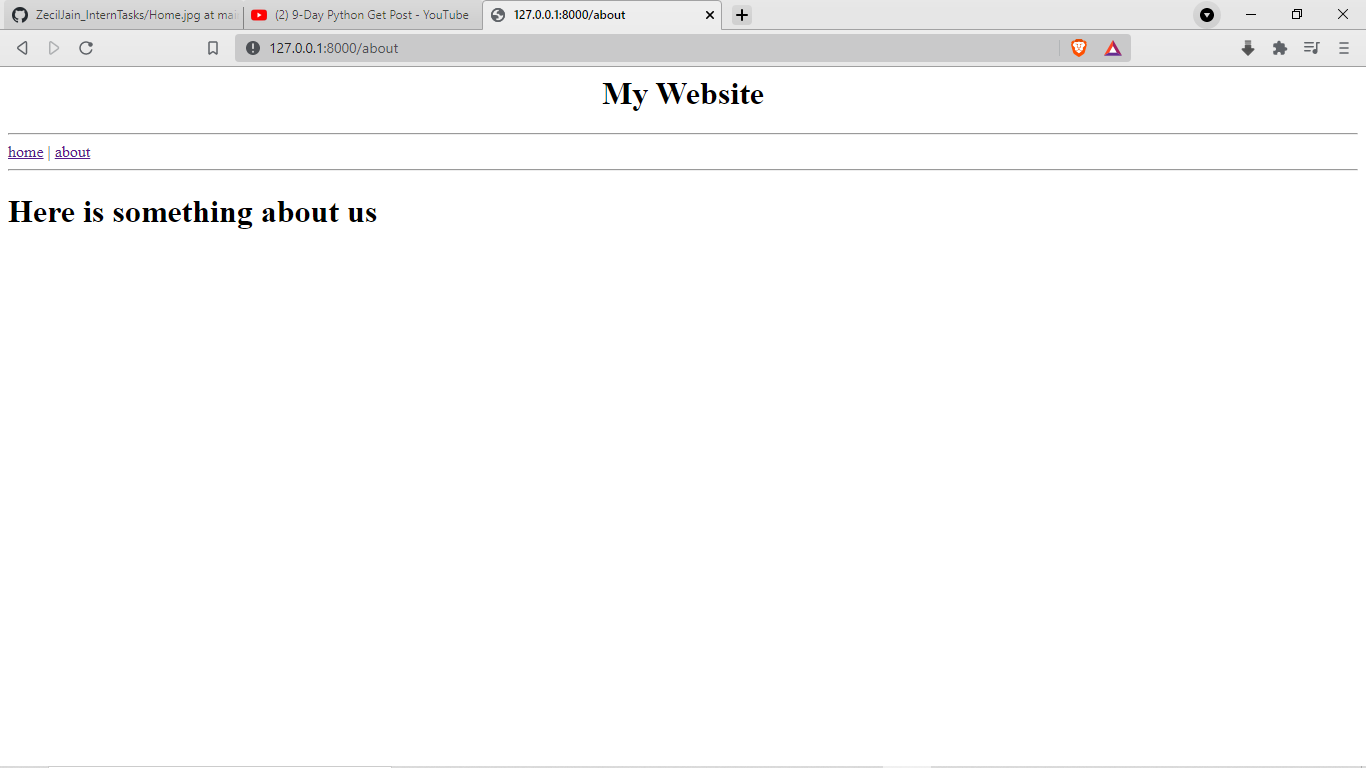 ZecilJain_InternTasks/Home.jpg at mai
(2) 9-Day Python Get Post - YouTube
127.0.0.1:8000/about
127.0.0.1:8000/about
My Website
home | about
Here is something about us